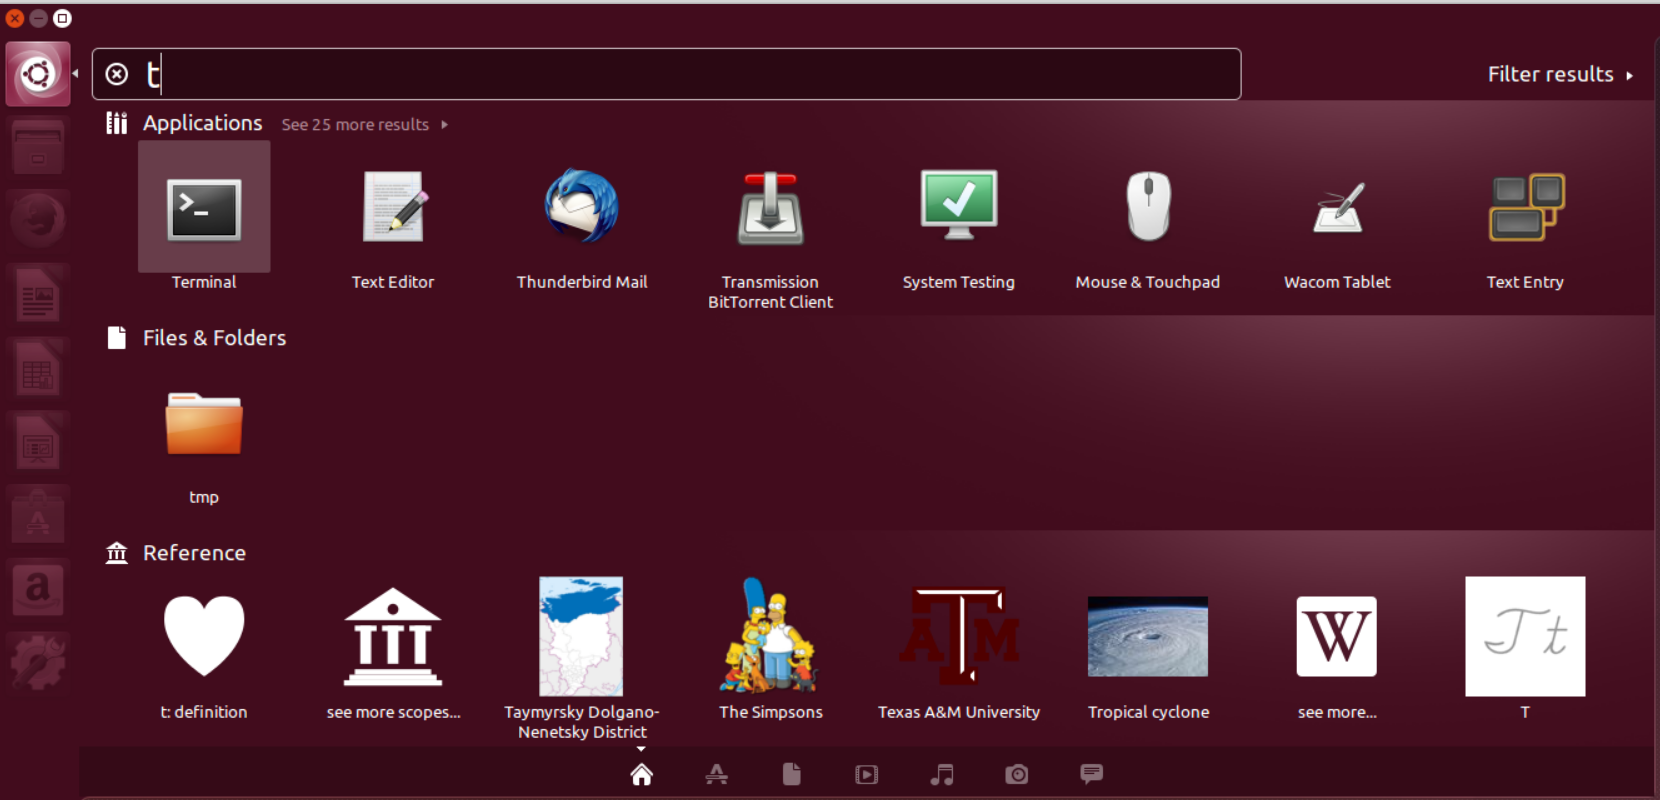 t
Filter results
Applications See 25 more results
Terminal
Text Editor
Thunderbird Mail
Transmission
BitTorrent Client
System Testing
Mouse & Touchpad
Wacom Tablet
Text Entry
Files & Folders
tmp
Reference
t: definition
see more scopes...
Taymyrsky Dolgano-
Nenetsky District
The Simpsons
ATM
Texas A&M University
Tropical cyclone
W
see more...
Tt
T
a